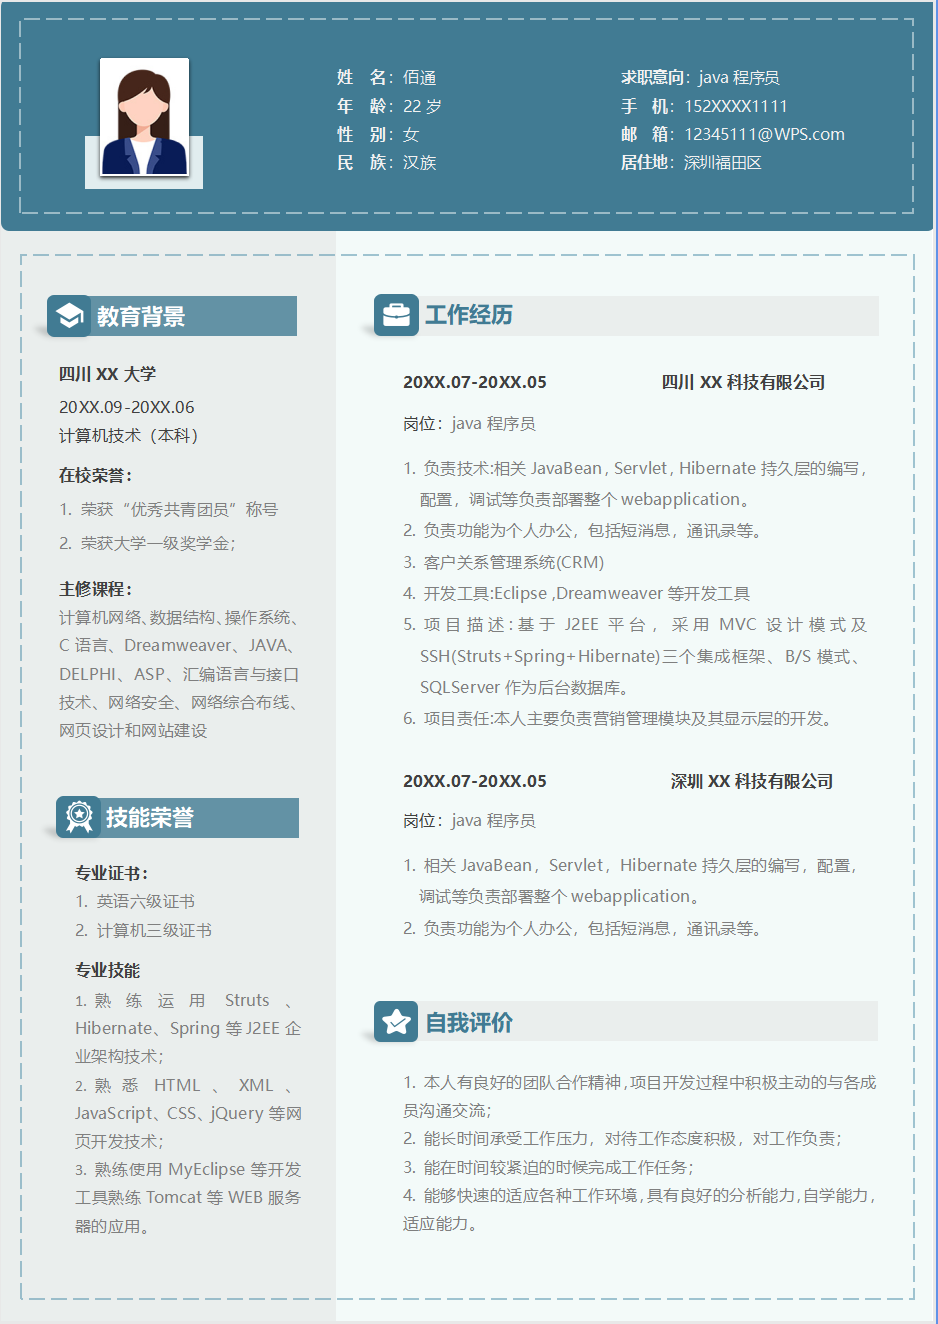 姓 名：佰通
年 龄：22 岁
性 别：女
民 族：汉族
求职意向：java 程序员
手 机：152XXXX1111
邮 箱：12345111@WPS.com
居住地：深圳福田区
教育背景
四川 XX 大学
20XX.09-20XX.06
计算机技术（本科）
在校荣誉：
1. 荣获“优秀共青团员”称号
2. 荣获大学一级奖学金；
主修课程：
计算机网络、数据结构、操作系统、
C 语言、Dreamweaver、JAVA、
DELPHI、ASP、汇编语言与接口
技术、网络安全、网络综合布线、
网页设计和网站建设
技能荣誉
专业证书：
1. 英语六级证书
2. 计算机三级证书
专业技能
1. 熟练运用 Struts、
Hibernate、Spring 等 J2EE 企
业架构技术；
2. 熟悉 HTML、XML、
JavaScript、CSS、jQuery 等网
页开发技术；
3. 熟练使用 MyEclipse 等开发
工具熟练 Tomcat 等 WEB 服务
器的应用。
工作经历
20XX.07-20XX.05 四川 XX 科技有限公司
岗位：java 程序员
1. 负责技术:相关 JavaBean，Servlet，Hibernate 持久层的编写，
配置，调试等负责部署整个 webapplication。
2. 负责功能为个人办公，包括短消息，通讯录等。
3. 客户关系管理系统(CRM)
4. 开发工具:Eclipse ,Dreamweaver 等开发工具
5. 项目描述:基于 J2EE 平台，采用 MVC 设计模式及
SSH(Struts+Spring+Hibernate)三个集成框架、B/S 模式、
SQLServer 作为后台数据库。
6. 项目责任:本人主要负责营销管理模块及其显示层的开发。
20XX.07-20XX.05 深圳 XX 科技有限公司
岗位：java 程序员
1. 相关 JavaBean，Servlet，Hibernate 持久层的编写，配置，
调试等负责部署整个 webapplication。
2. 负责功能为个人办公，包括短消息，通讯录等。
自我评价
1. 本人有良好的团队合作精神,项目开发过程中积极主动的与各成
员沟通交流；
2. 能长时间承受工作压力，对待工作态度积极，对工作负责；
3. 能在时间较紧迫的时候完成工作任务；
4. 能够快速的适应各种工作环境,具有良好的分析能力,自学能力，
适应能力。